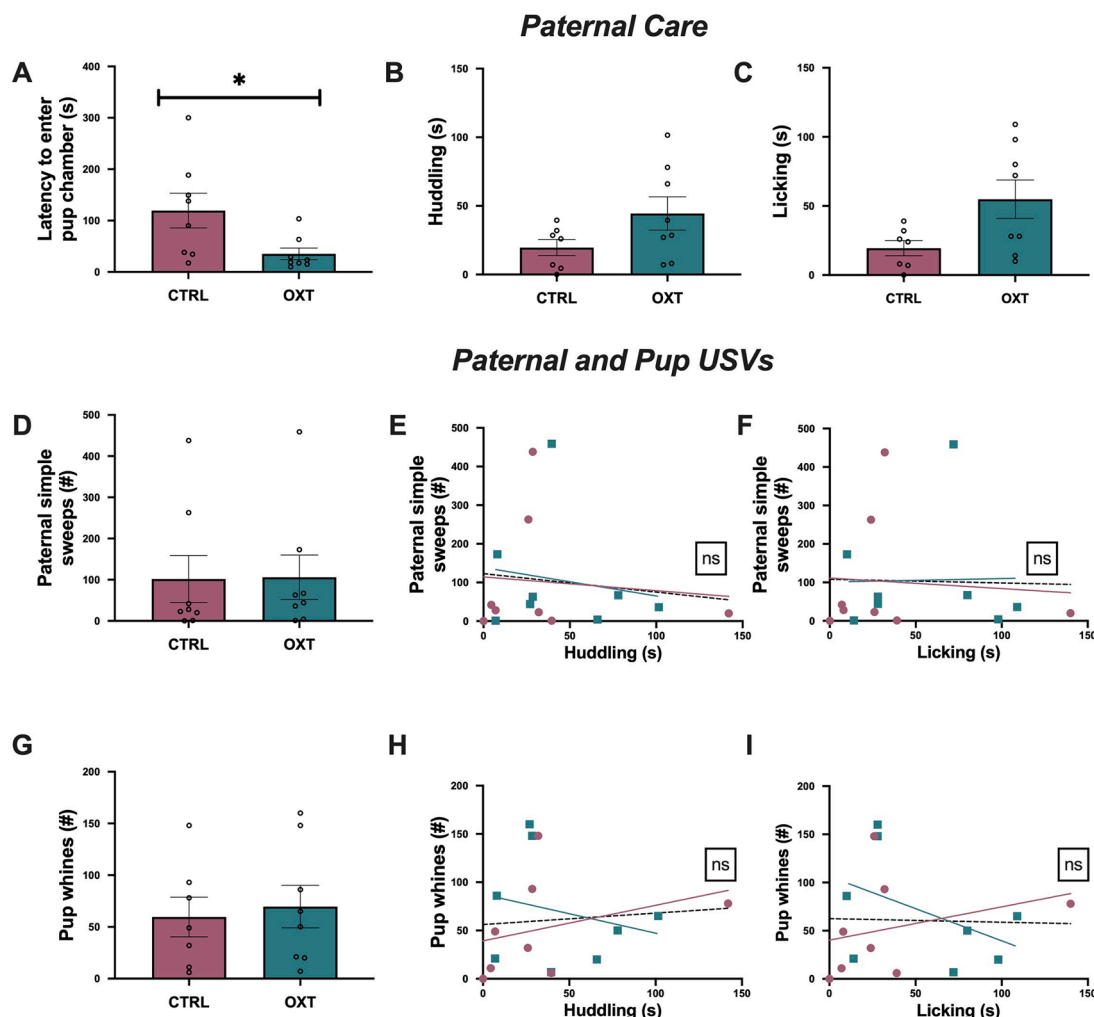 Paternal Care
A
Latency to enter
pup chamber (s)
400
300
200
100
0
*
CTRL
OXT
B
Huddling (s)
150
100
50
0
CTRL
OXT
C
Licking (s)
150
100
50
0
CTRL
OXT
Paternal and Pup USVs
D
Paternal simple
sweeps (#)
500
400
300
200
100
0
CTRL
OXT
E
Paternal simple
sweeps (#)
500
400
300
200
100
0
ns
0
50
100
150
Huddling (s)
F
Paternal simple
sweeps (#)
500
400
300
200
100
0
ns
0
50
100
150
Licking (s)
G
Pup whines (#)
200
150
100
50
0
CTRL
OXT
H
Pup whines (#)
200
150
100
50
0
ns
0
50
100
150
Huddling (s)
I
Pup whines (#)
200
150
100
50
0
ns
0
50
100
150
Licking (s)